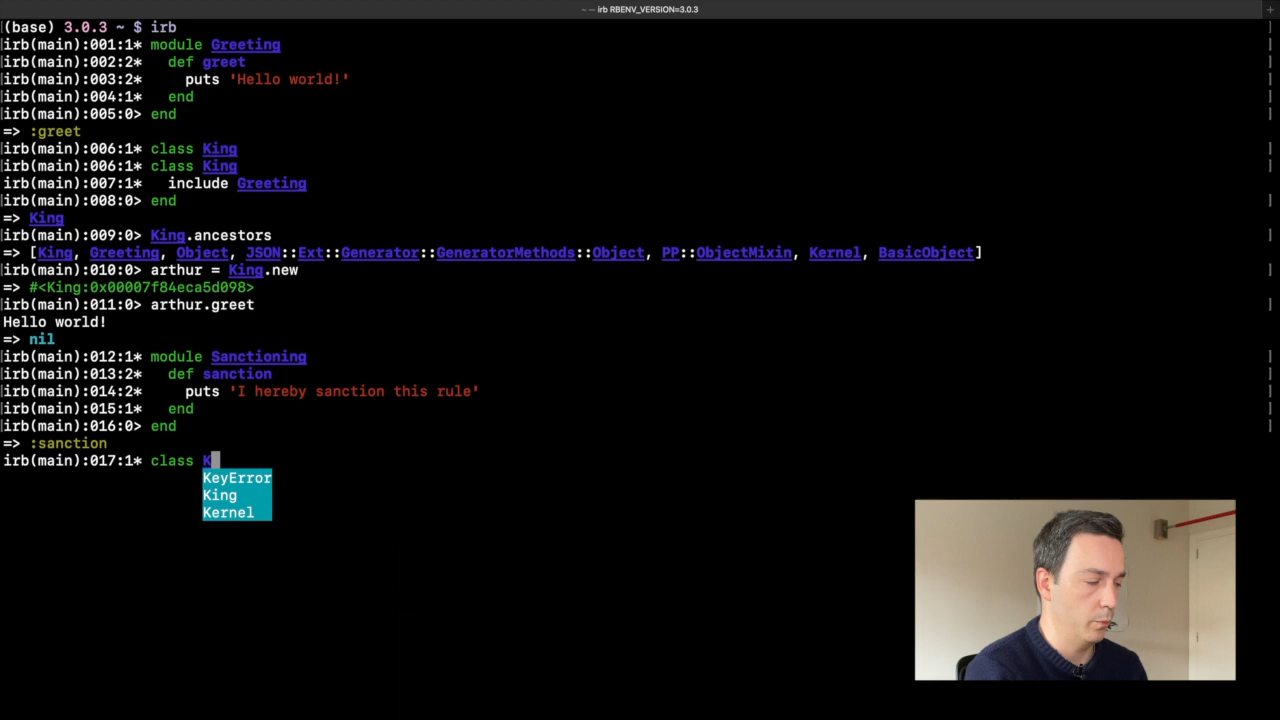 ~ — irb RBENV_VERSION=3.0.3
(base) 3.0.3 ~ $ irb
irb(main):001:1* module Greeting
irb(main):002:2*   def greet
irb(main):003:2*     puts 'Hello world!'
irb(main):004:1*   end
irb(main):005:0> end
=> :greet
irb(main):006:1* class King
irb(main):006:1* class King
irb(main):007:1*   include Greeting
irb(main):008:0> end
=> King
irb(main):009:0> King.ancestors
=> [King, Greeting, Object, JSON::Ext::Generator::GeneratorMethods::Object, PP::ObjectMixin, Kernel, BasicObject]
irb(main):010:0> arthur = King.new
=> #<King:0x00007f84eca5d098>
irb(main):011:0> arthur.greet
Hello world!
=> nil
irb(main):012:1* module Sanctioning
irb(main):013:2*   def sanction
irb(main):014:2*     puts 'I hereby sanction this rule'
irb(main):015:1*   end
irb(main):016:0> end
=> :sanction
irb(main):017:1* class K
KeyError
King
Kernel